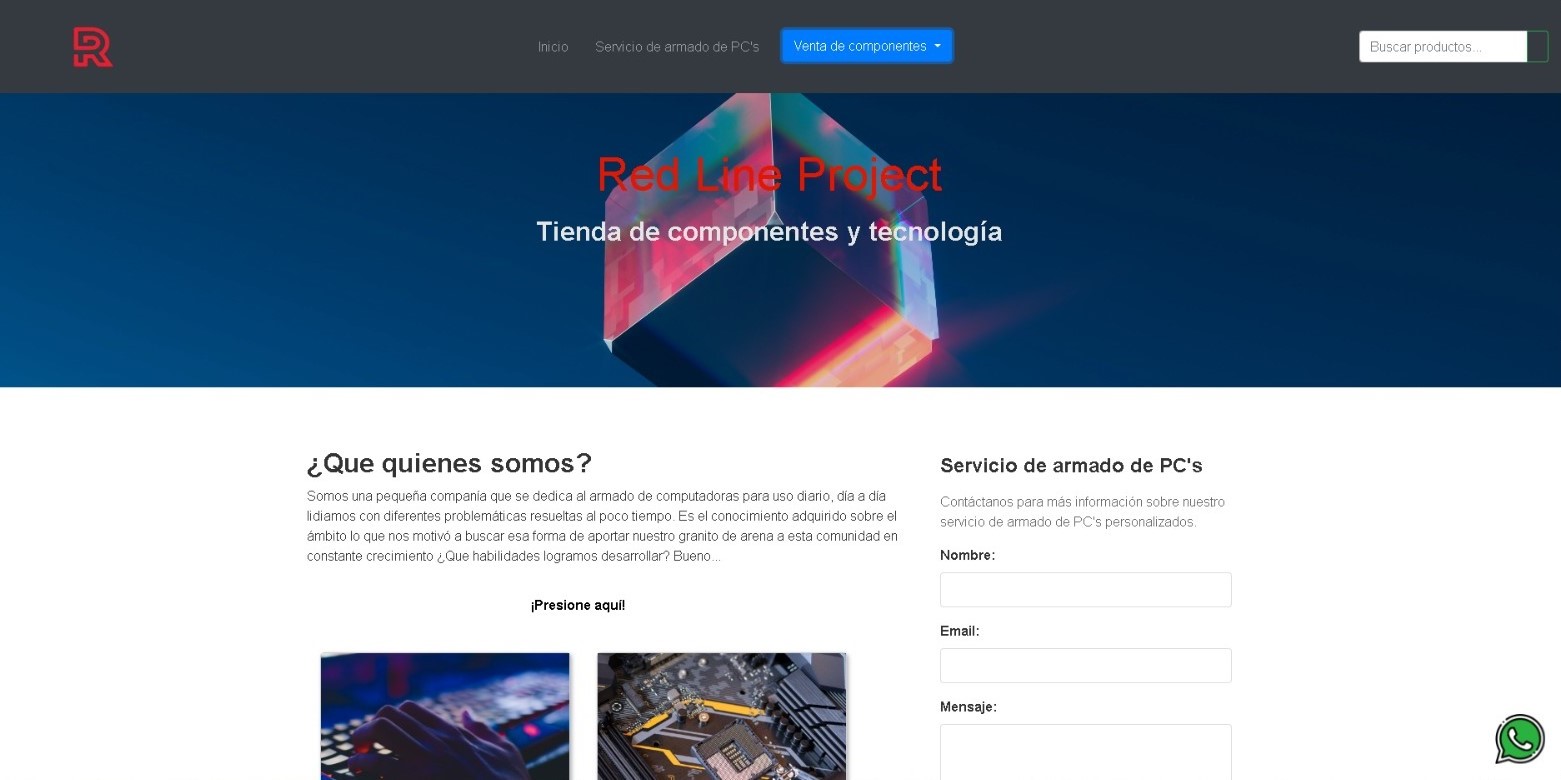 Inicio
Servicio de armado de PC's
Venta de componentes
Buscar productos...
Red Line Project
Tienda de componentes y tecnología
¿Que quienes somos?
Somos una pequeña companía que se dedica al armado de computadoras para uso diario, día a día
lidiamos con diferentes problemáticas resueltas al poco tiempo. Es el conocimiento adquirido sobre el
ámbito lo que nos motivó a buscar esa forma de aportar nuestro granito de arena a esta comunidad en
constante crecimiento ¿Que habilidades logramos desarrollar? Bueno...
¡Presione aquí!
Servicio de armado de PC's
Contáctanos para más información sobre nuestro
servicio de armado de PC's personalizados.
Nombre:
Email:
Mensaje: